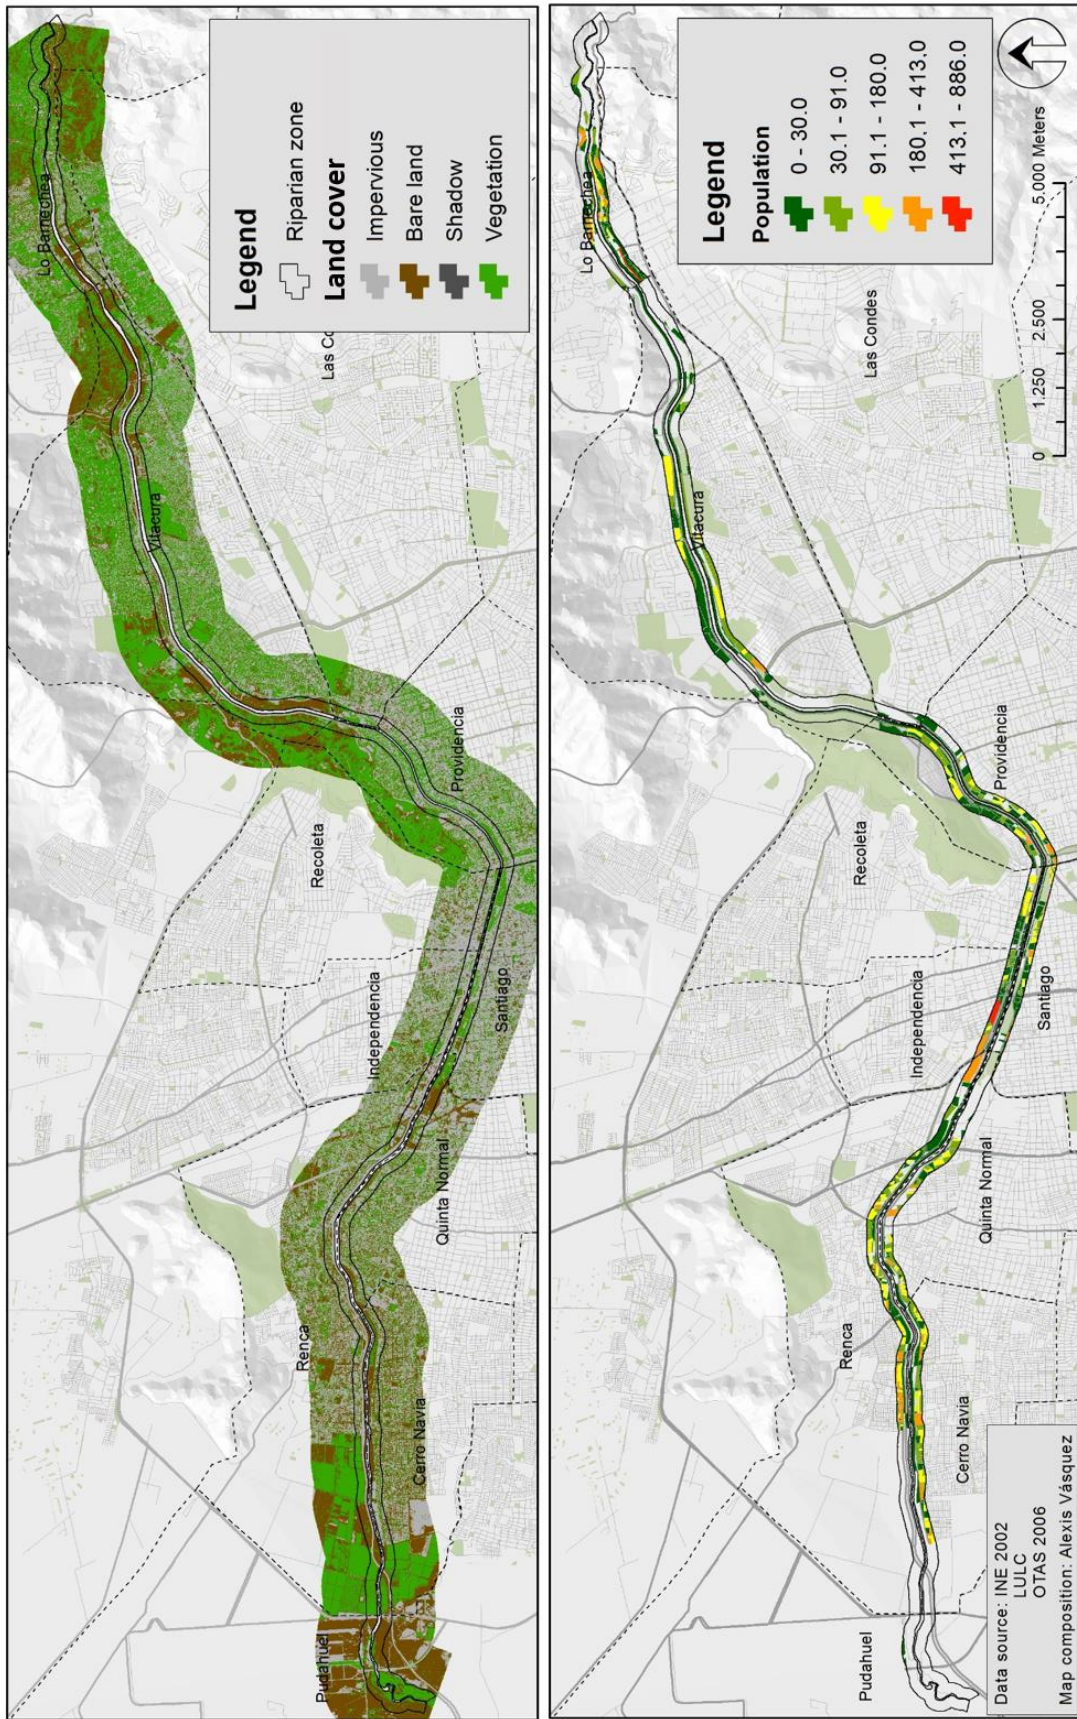 Lo Barnechea
Vitacura
Las Co
Providencia
Recoleta
Independencia
Santiago
Quinta Normal
Renca
Cerro Navia
Pudahuel
Legend
Riparian zone
Land cover
Impervious
Bare land
Shadow
Vegetation
Lo Barnechea
Vitacura
Las Condes
Providencia
Recoleta
Independencia
Santiago
Quinta Normal
Renca
Cerro Navia
Pudahuel
Legend
Population
0 - 30.0
30.1 - 91.0
91.1 - 180.0
180.1 - 413.0
413.1 - 886.0
0 1.250 2.500 5.000 Meters
Data source: INE 2002
LULC
OTAS 2006
Map composition: Alexis Vásquez